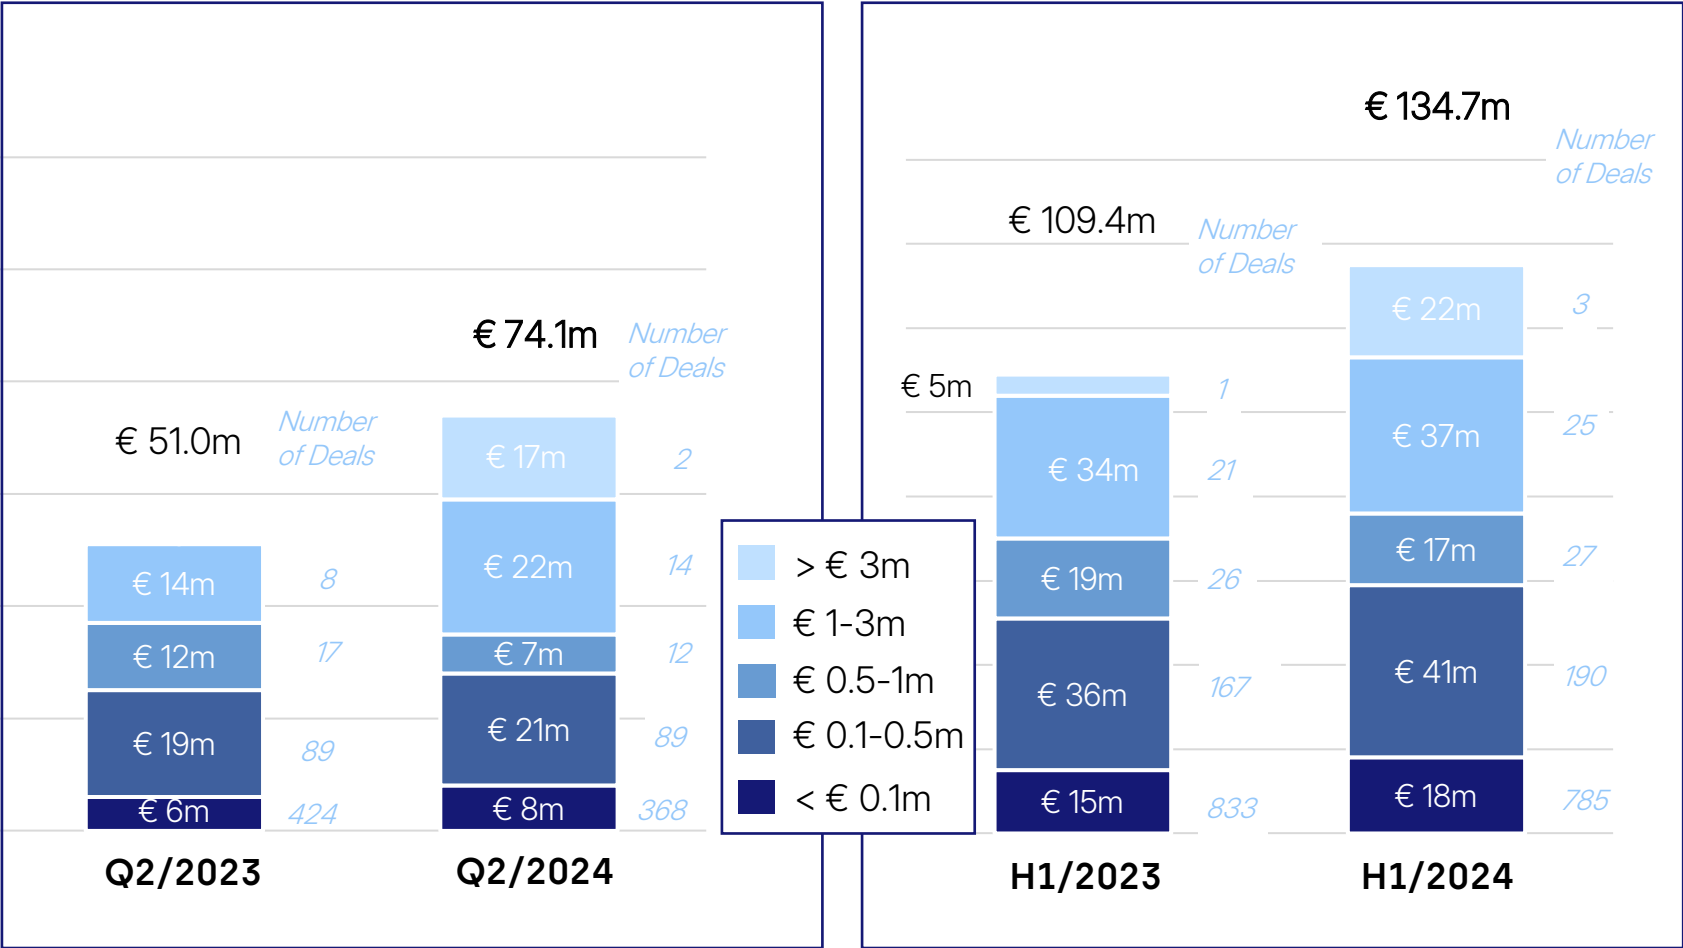 € 51.0m
Number
of Deals
€ 14m
8
€ 12m
17
€ 19m
89
€ 6m
424
Q2/2023
€ 74.1m
Number
of Deals
€ 17m
2
€ 22m
14
€ 7m
12
€ 21m
89
€ 8m
368
Q2/2024
> € 3m
€ 1-3m
€ 0.5-1m
€ 0.1-0.5m
< € 0.1m
€ 109.4m
Number
of Deals
€ 5m
1
€ 34m
21
€ 19m
26
€ 36m
167
€ 15m
833
H1/2023
€ 134.7m
Number
of Deals
€ 22m
3
€ 37m
25
€ 17m
27
€ 41m
190
€ 18m
785
H1/2024